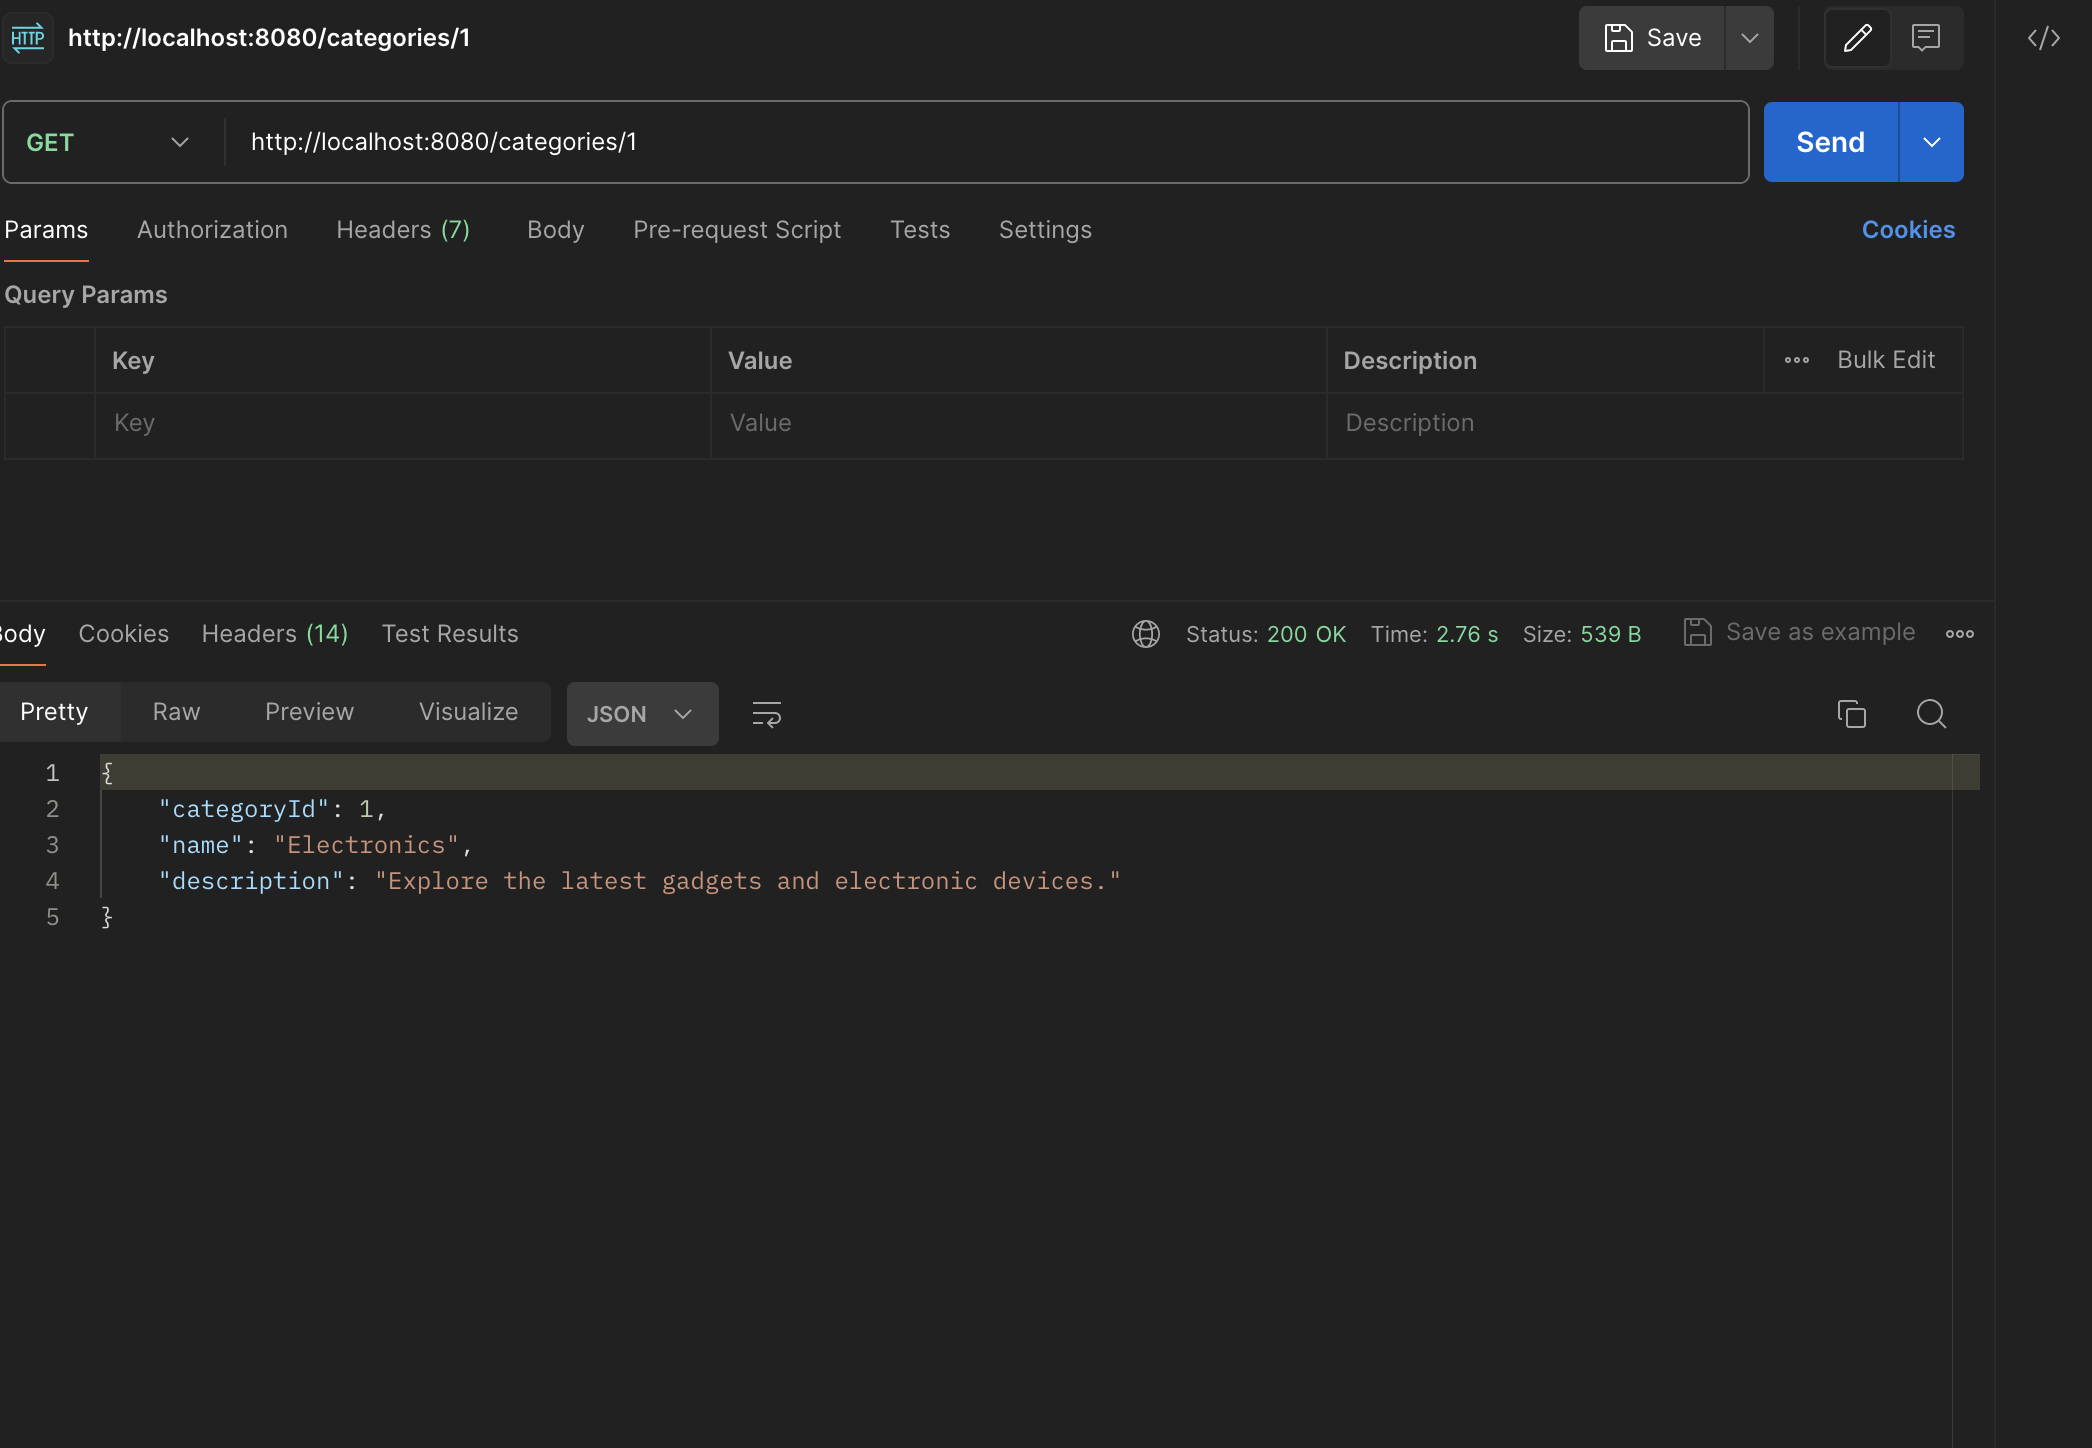 HTTP http://localhost:8080/categories/1 Save
GET http://localhost:8080/categories/1 Send
Params Authorization Headers (7) Body Pre-request Script Tests Settings Cookies
Query Params
Key Value Description Bulk Edit
Key Value Description
Body Cookies Headers (14) Test Results Status: 200 OK Time: 2.76 s Size: 539 B Save as example
Pretty Raw Preview Visualize JSON
1 {
2 "categoryId": 1,
3 "name": "Electronics",
4 "description": "Explore the latest gadgets and electronic devices."
5 }